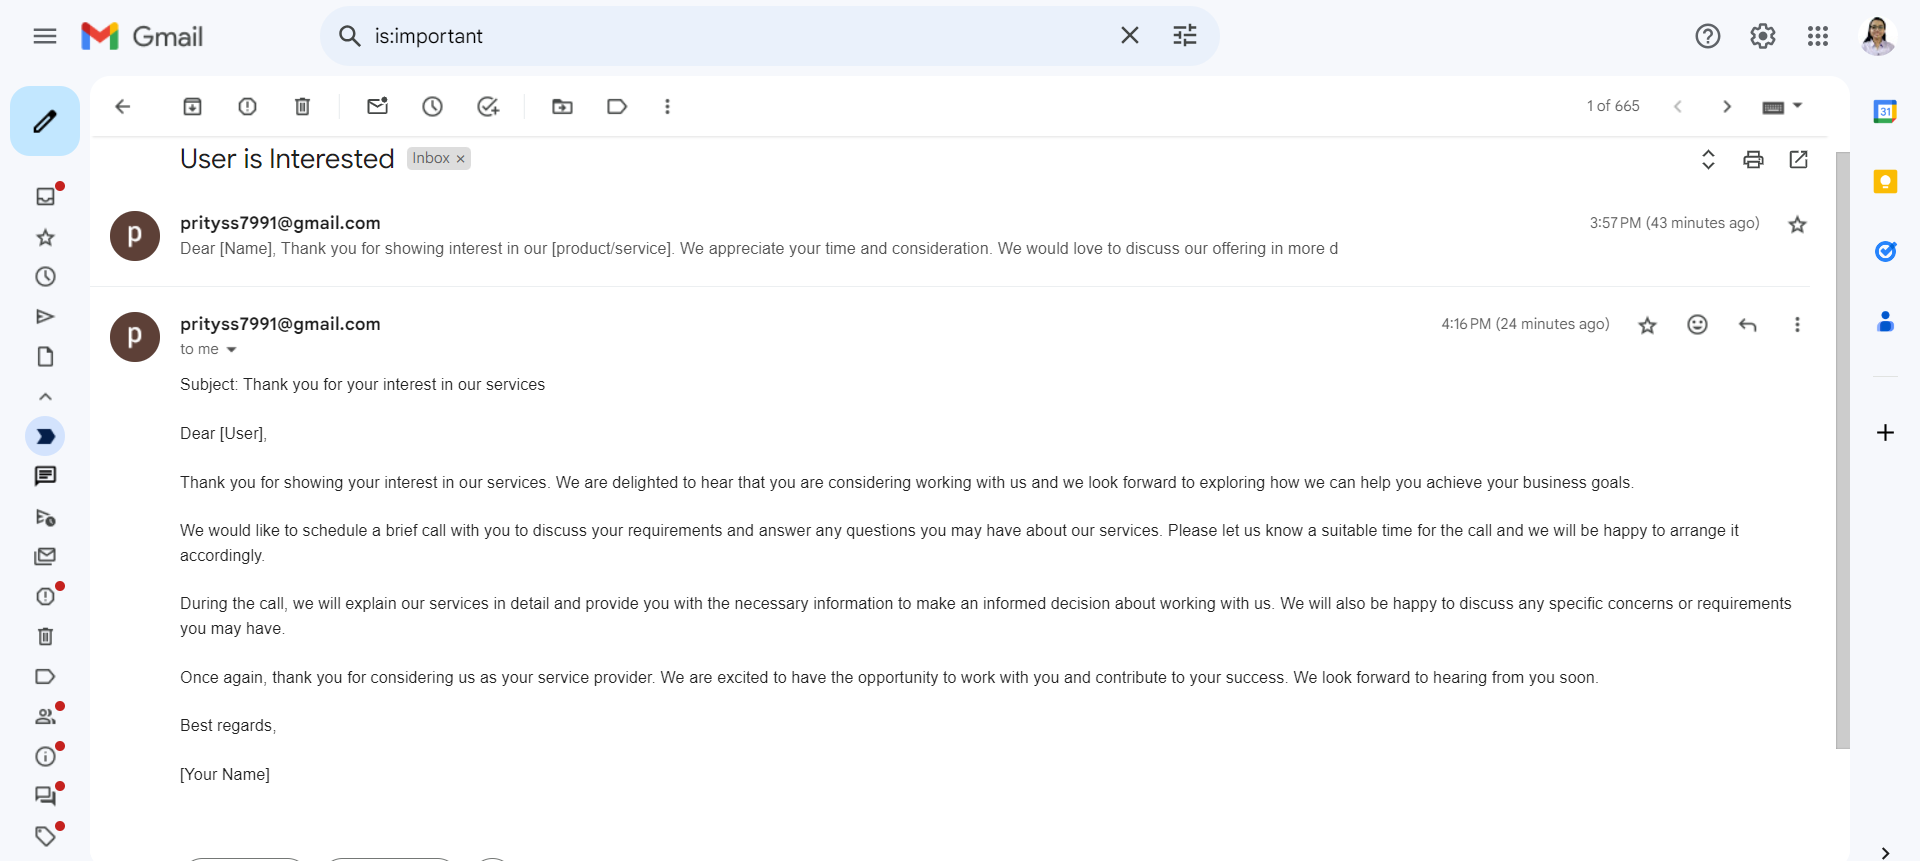 Gmail
is:important
1 of 665
User is Interested
Inbox ×
prityss7991@gmail.com
3:57 PM (43 minutes ago)
p
Dear [Name], Thank you for showing interest in our [product/service]. We appreciate your time and consideration. We would love to discuss our offering in more d
prityss7991@gmail.com
4:16 PM (24 minutes ago)
p
to me
Subject: Thank you for your interest in our services
Dear [User],
Thank you for showing your interest in our services. We are delighted to hear that you are considering working with us and we look forward to exploring how we can help you achieve your business goals.
We would like to schedule a brief call with you to discuss your requirements and answer any questions you may have about our services. Please let us know a suitable time for the call and we will be happy to arrange it
accordingly.
During the call, we will explain our services in detail and provide you with the necessary information to make an informed decision about working with us. We will also be happy to discuss any specific concerns or requirements
you may have.
Once again, thank you for considering us as your service provider. We are excited to have the opportunity to work with you and contribute to your success. We look forward to hearing from you soon.
Best regards,
[Your Name]
31